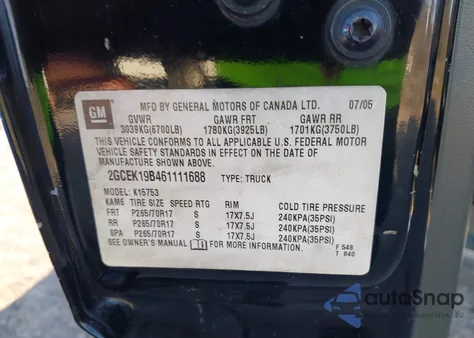 GM
MFD BY GENERAL MOTORS OF CANADA LTD. 07/05
GVWR GAWR FRT GAWR RR
3039KG(6700LB) 1780KG(3925LB) 1701KG(3750LB)
THIS VEHICLE CONFORMS TO ALL APPLICABLE U.S. FEDERAL MOTOR
VEHICLE SAFETY STANDARDS IN EFFECT ON THE DATE OF
MANUFACTURE SHOWN ABOVE.
2GCEK19B461111688 TYPE: TRUCK
MODEL: K15753
KAM6 TIRE SIZE SPEED RTG RIM COLD TIRE PRESSURE
FRT P265/70R17 S 17X7.5J 240KPA(35PSI)
RR P265/70R17 S 17X7.5J 240KPA(35PSI)
SPA P265/70R17 S 17X7.5J 240KPA(35PSI)
SEE OWNER'S MANUAL FOR ADDITIONAL INFORMATION.
F 548
T 840
autoSnap